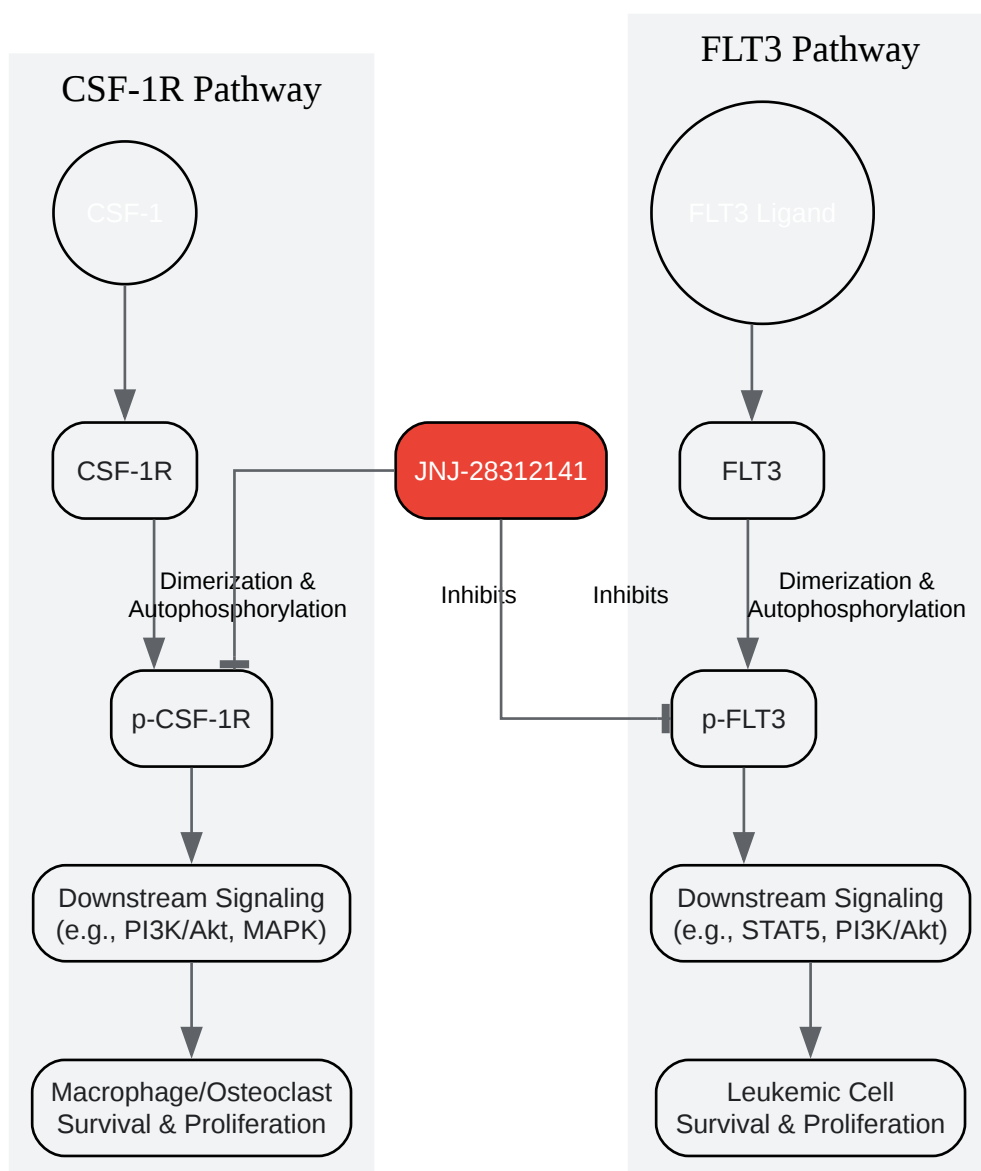 FLT3 Pathway
CSF-1R Pathway
CSF-1
FLT3 Ligand
CSF-1R
JNJ-28312141
FLT3
Dimerization &
Autophosphorylation
Inhibits
Inhibits
Dimerization &
Autophosphorylation
p-CSF-1R
p-FLT3
Downstream Signaling
(e.g., PI3K/Akt, MAPK)
Downstream Signaling
(e.g., STAT5, PI3K/Akt)
Macrophage/Osteoclast
Survival & Proliferation
Leukemic Cell
Survival & Proliferation